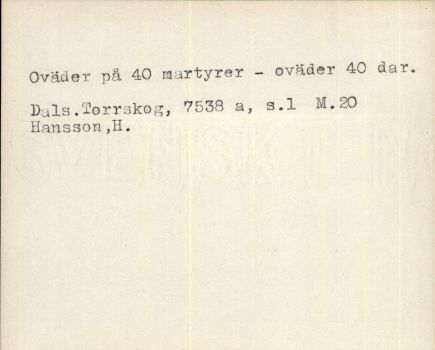 Oväder på 40 martyrer - oväder 40 dar.
Dals.Torrskog, 7538 a, s.1 M.20
Hansson,H.